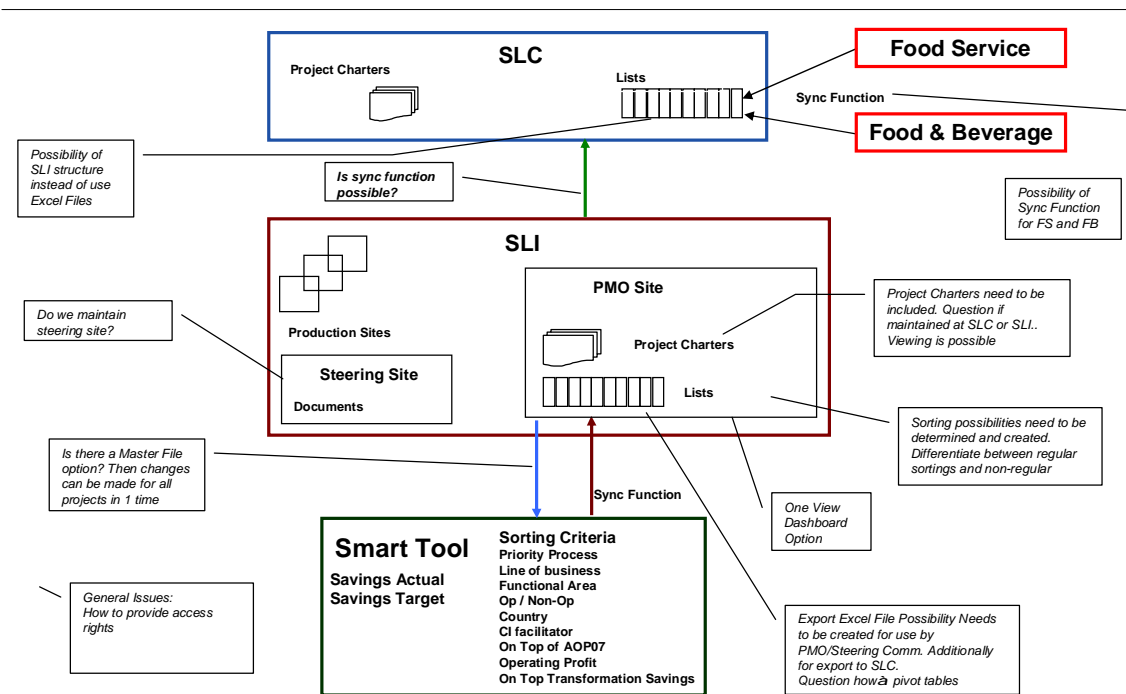 SLC
Project Charters
Lists
Food Service
Sync Function
Food & Beverage
Possibility of
SLI structure
instead of use
Excel Files
Is sync function
possible?
Possibility of
Sync Function
for FS and FB
SLI
Production Sites
PMO Site
Project Charters
Lists
Do we maintain
steering site?
Steering Site
Documents
Project Charters need to be
included. Question if
maintained at SLC or SLI..
Viewing is possible
Sorting possibilities need to be
determined and created.
Differentiate between regular
sortings and non-regular
Is there a Master File
option? Then changes
can be made for all
projects in 1 time
Sync Function
One View
Dashboard
Option
Smart Tool
Savings Actual
Savings Target
Sorting Criteria
Priority Process
Line of business
Functional Area
Op / Non-Op
Country
CI facilitator
On Top of AOP07
Operating Profit
On Top Transformation Savings
General Issues:
How to provide access
rights
Export Excel File Possibility Needs
to be created for use by
PMO/Steering Comm. Additionally
for export to SLC.
Question howà pivot tables